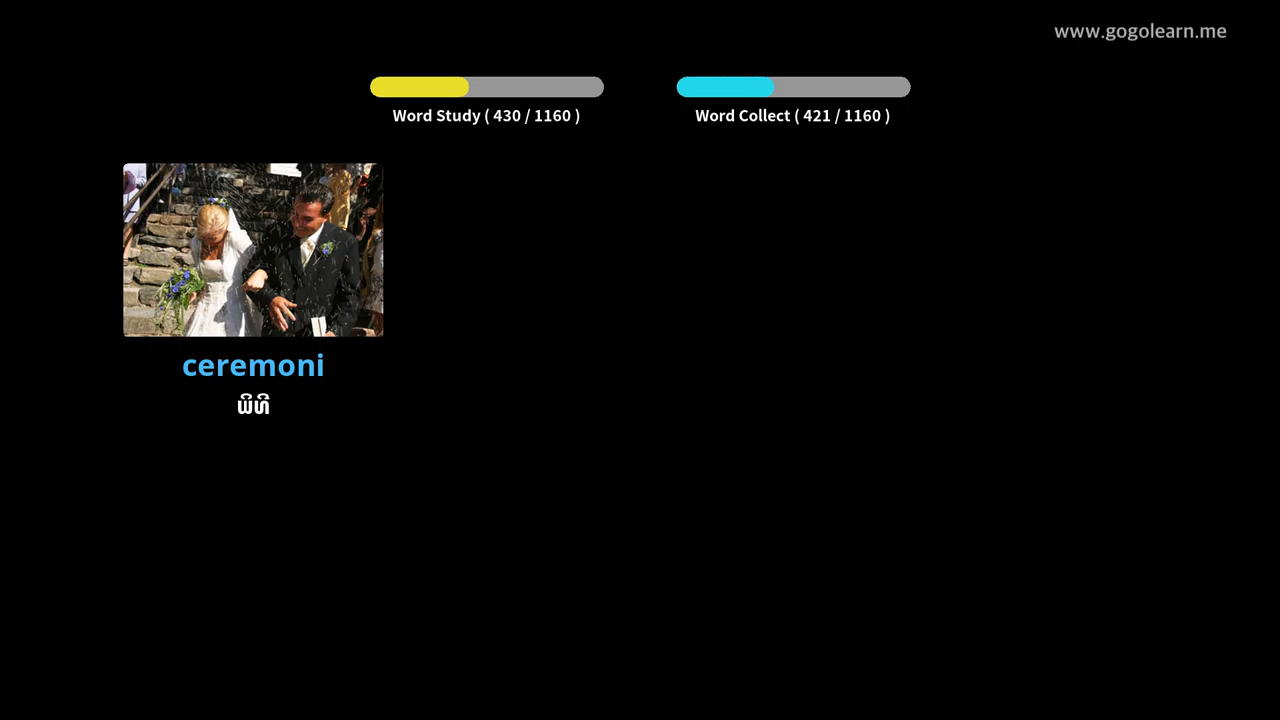 www.gogolearn.me
Word Study ( 430 / 1160 )
Word Collect ( 421 / 1160 )
ceremoni
ពិធី